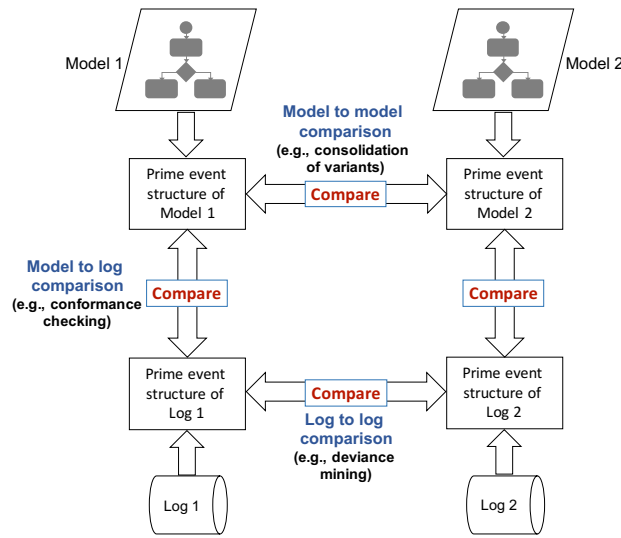 Model 1
Model 2
Model to model
comparison
(e.g., consolidation
of variants)
Prime event
structure of
Model 1
Compare
Prime event
structure of
Model 2
Model to log
comparison
(e.g., conformance
checking)
Compare
Compare
Prime event
structure of
Log 1
Compare
Prime event
structure of
Log 2
Log to log
comparison
(e.g., deviance
mining)
Log 1
Log 2